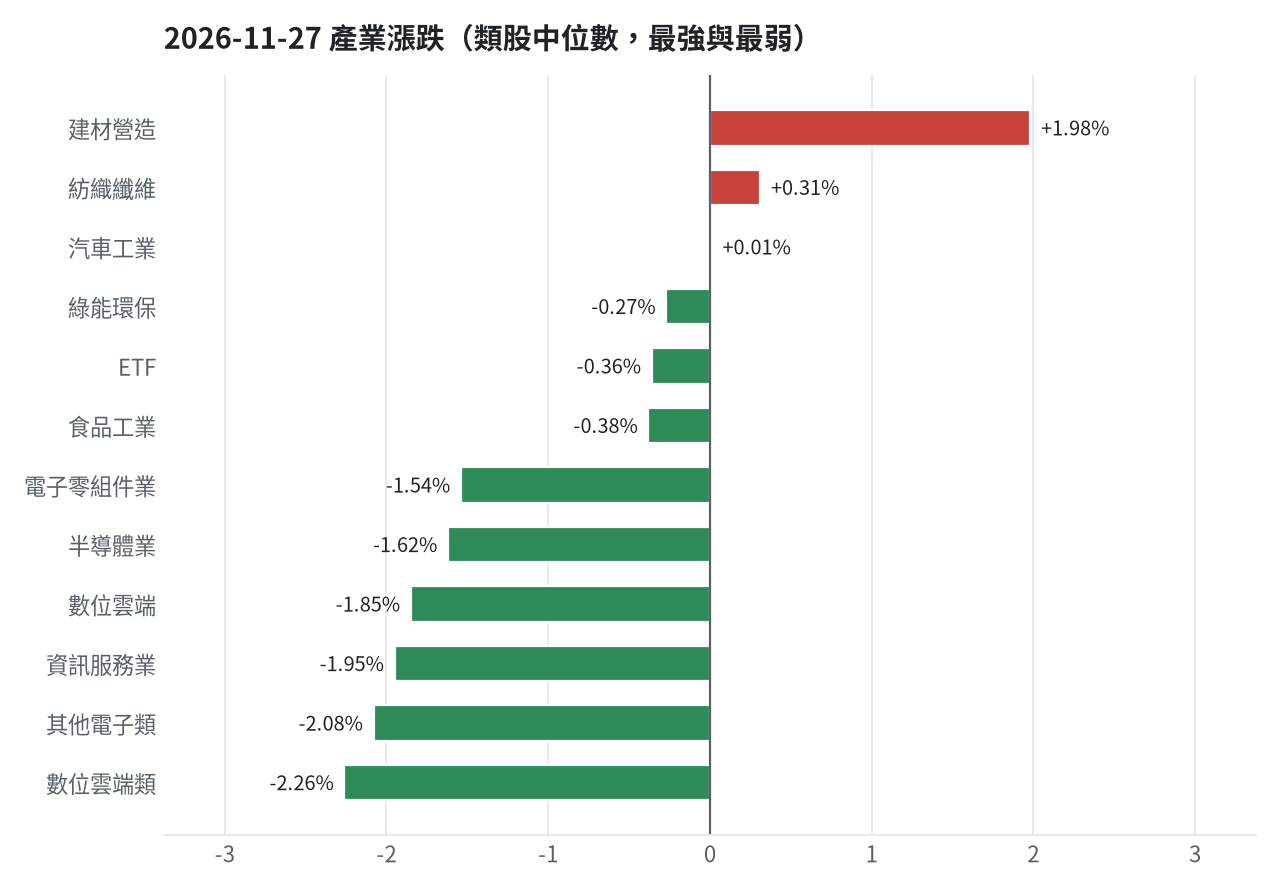 2026-11-27 產業漲跌（類股中位數，最強與最弱）
建材營造 +1.98%
紡織纖維 +0.31%
汽車工業 +0.01%
綠能環保 -0.27%
ETF -0.36%
食品工業 -0.38%
電子零組件業 -1.54%
半導體業 -1.62%
數位雲端 -1.85%
資訊服務業 -1.95%
其他電子類 -2.08%
數位雲端類 -2.26%
-3 -2 -1 0 1 2 3